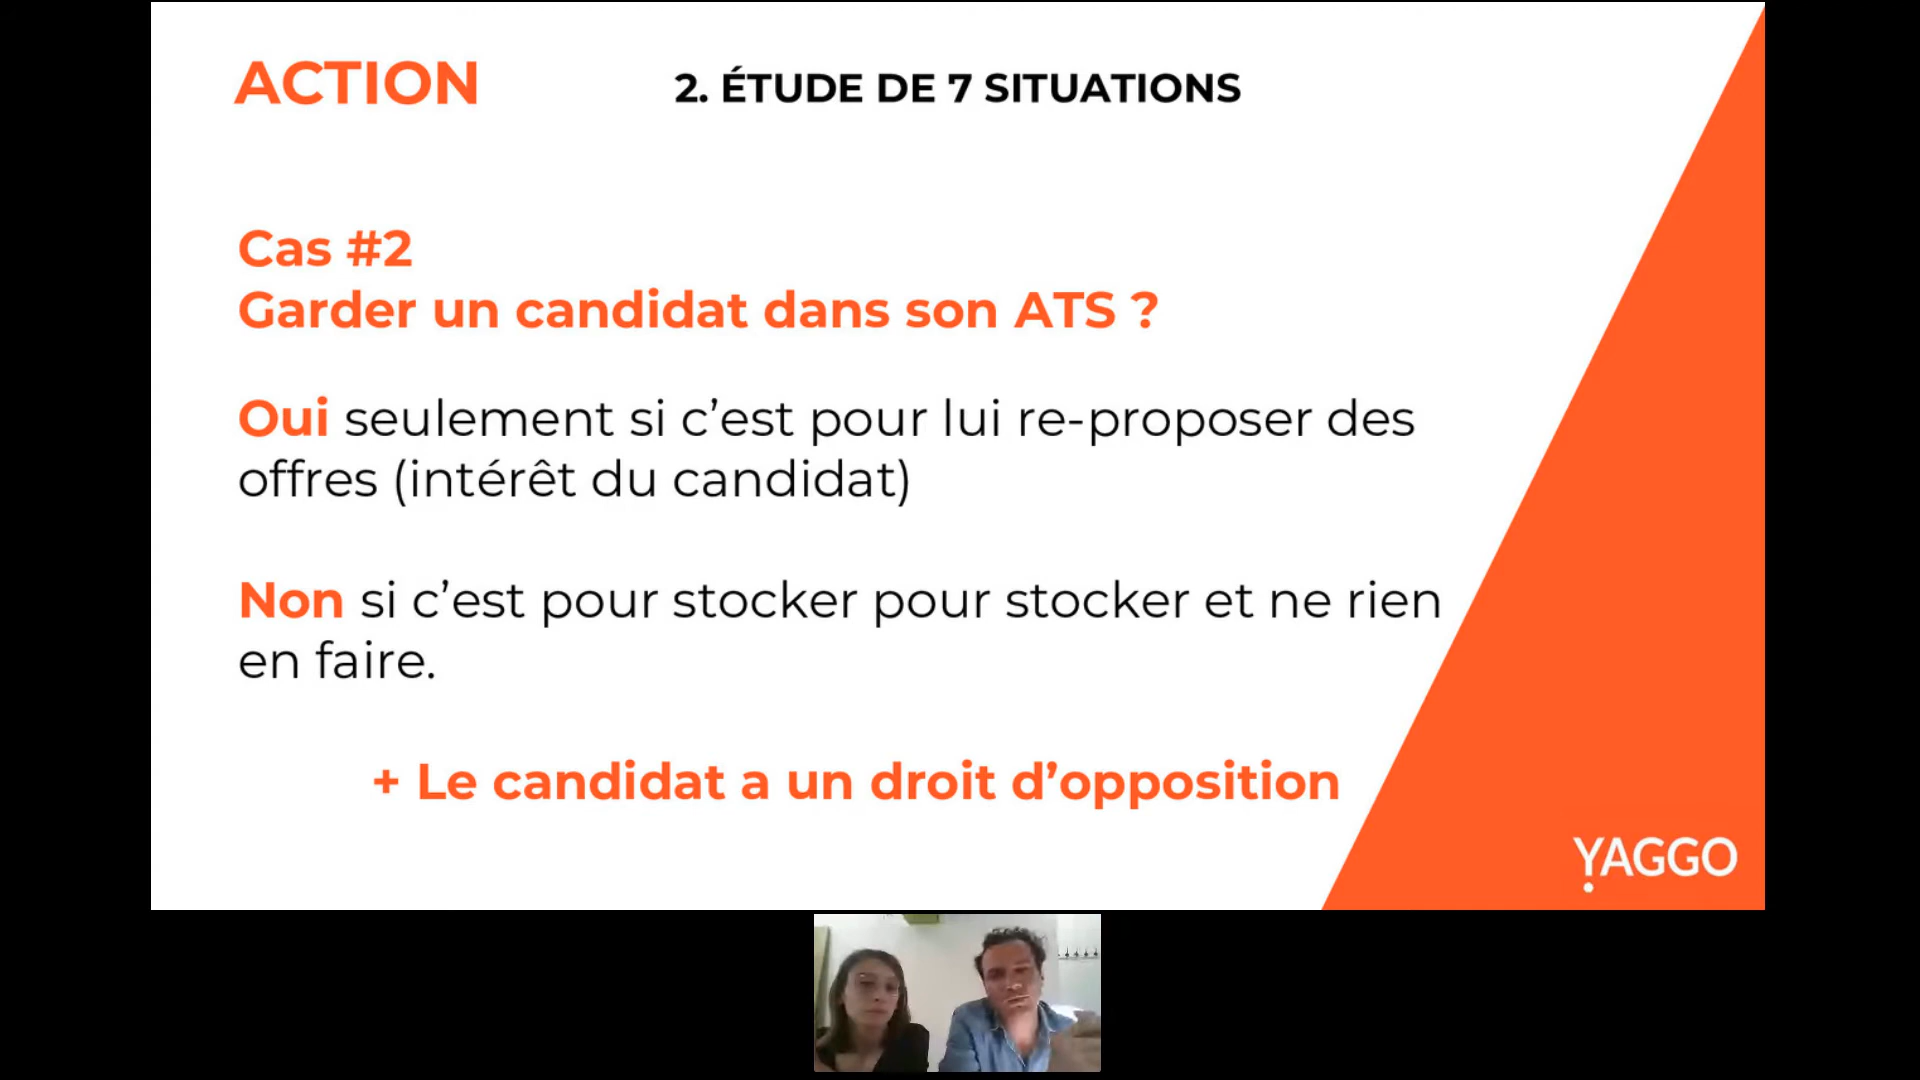 ACTION
2. ÉTUDE DE 7 SITUATIONS
Cas #2
Garder un candidat dans son ATS ?
Oui seulement si c’est pour lui re-proposer des
offres (intérêt du candidat)
Non si c’est pour stocker pour stocker et ne rien
en faire.
+ Le candidat a un droit d’opposition
YAGGO